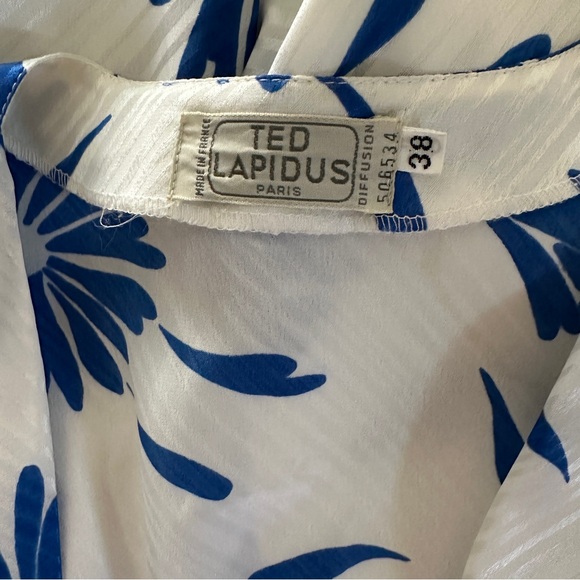 MADE IN FRANCE
TED
LAPIDUS
PARIS
DIFFUSION
506534
38